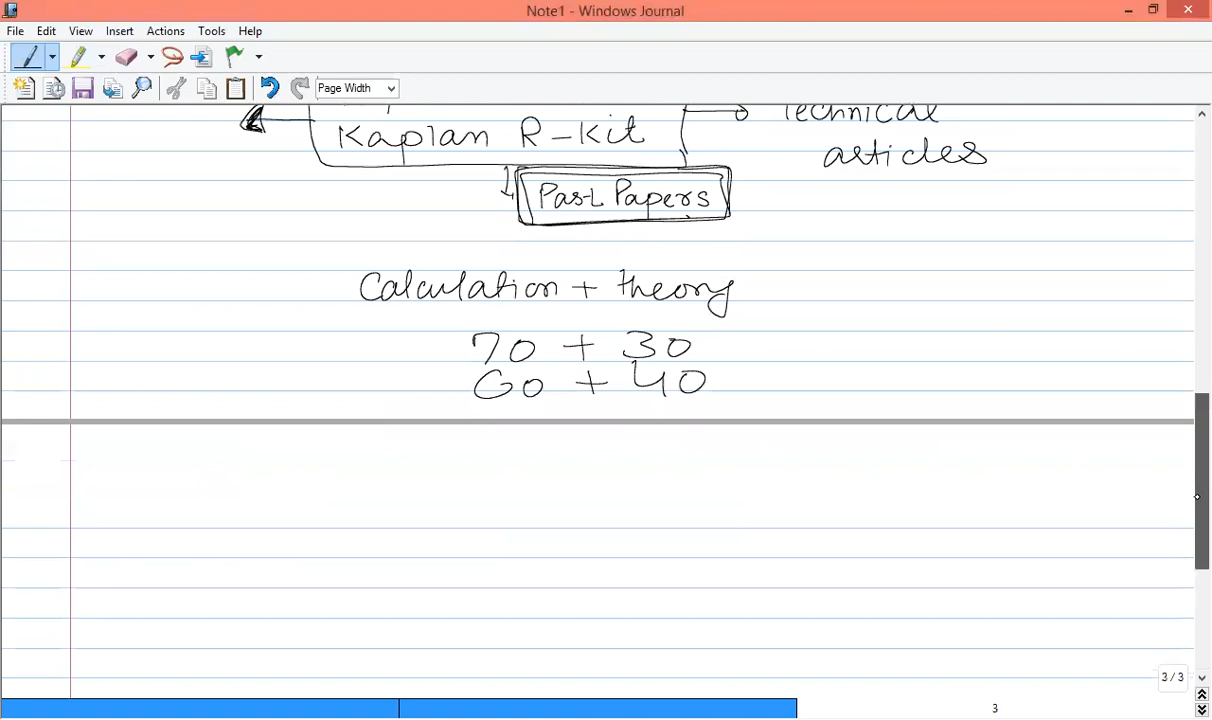 Note1 - Windows Journal
File Edit View Insert Actions Tools Help
Page Width
Technical
Kaplan R-Kit
articles
Past Papers
Calculation + theory
70 + 30
60 + 40
3 / 3
3